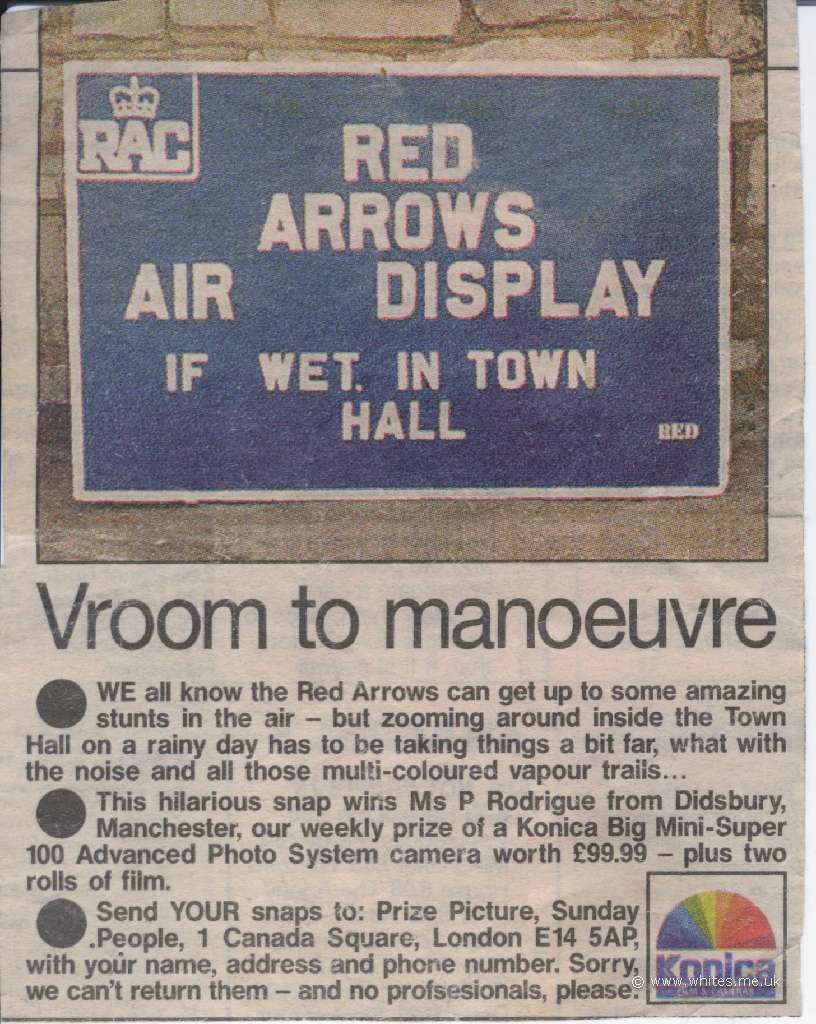 RAC
RED
ARROWS
AIR DISPLAY
IF WET. IN TOWN
HALL
RED
Vroom to manoeuvre
WE all know the Red Arrows can get up to some amazing
stunts in the air – but zooming around inside the Town
Hall on a rainy day has to be taking things a bit far, what with
the noise and all those multi-coloured vapour trails...
This hilarious snap wins Ms P Rodrigue from Didsbury,
Manchester, our weekly prize of a Konica Big Mini-Super
100 Advanced Photo System camera worth £99.99 – plus two
rolls of film.
Send YOUR snaps to: Prize Picture, Sunday
.People, 1 Canada Square, London E14 5AP,
with your name, address and phone number. Sorry,
we can't return them – and no profsesionals, please.
Konica
© www.whites.me.uk